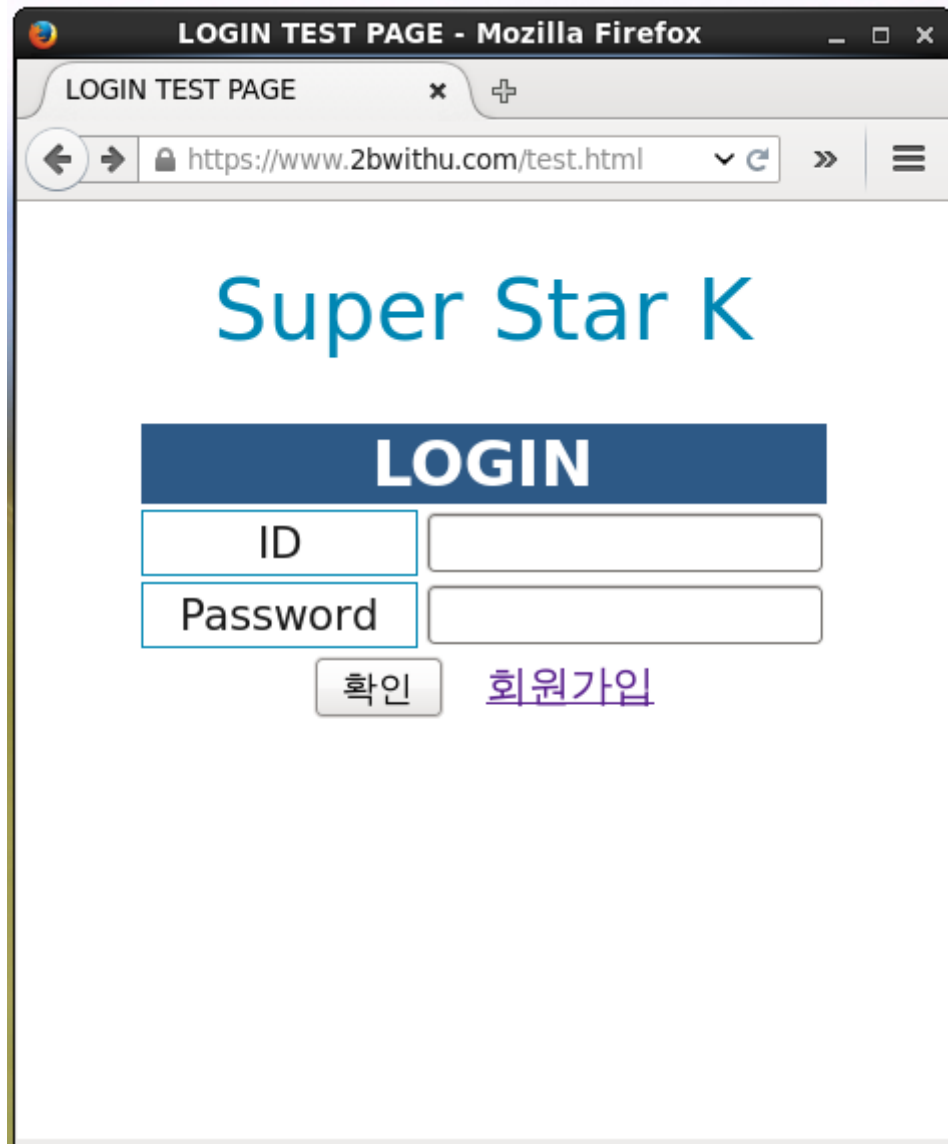 LOGIN TEST PAGE - Mozilla Firefox
LOGIN TEST PAGE
https://www.2bwithu.com/test.html
Super Star K
LOGIN
ID
Password
확인 회원가입